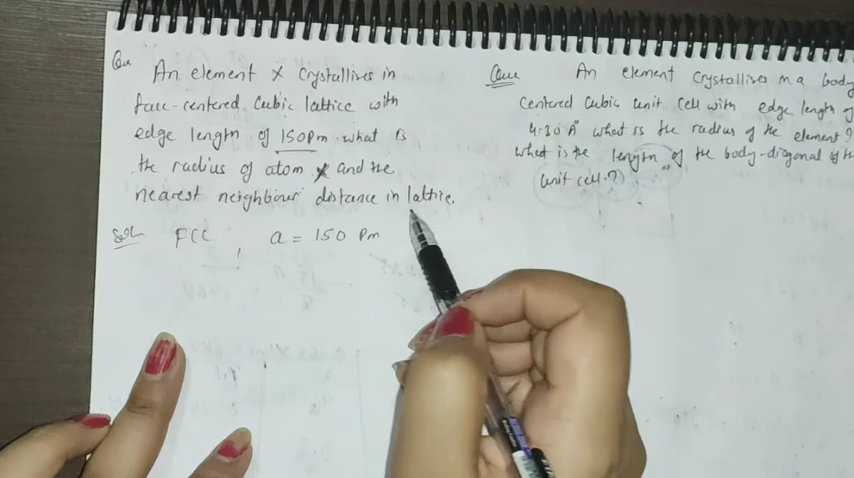 Qu An element X Crystallises in
face-centered Cubic lattice with
edge length of 150Pm what is
the radius of atom X and the
nearest neighbour distance in lattice.
Soln FCC, a = 150 Pm
Que An element Crystallises in a body
Centered Cubic unit cell with edge length of
4.30 A° what is the radius of the element?
what is the length of the body-diagonal of the
unit cell.?